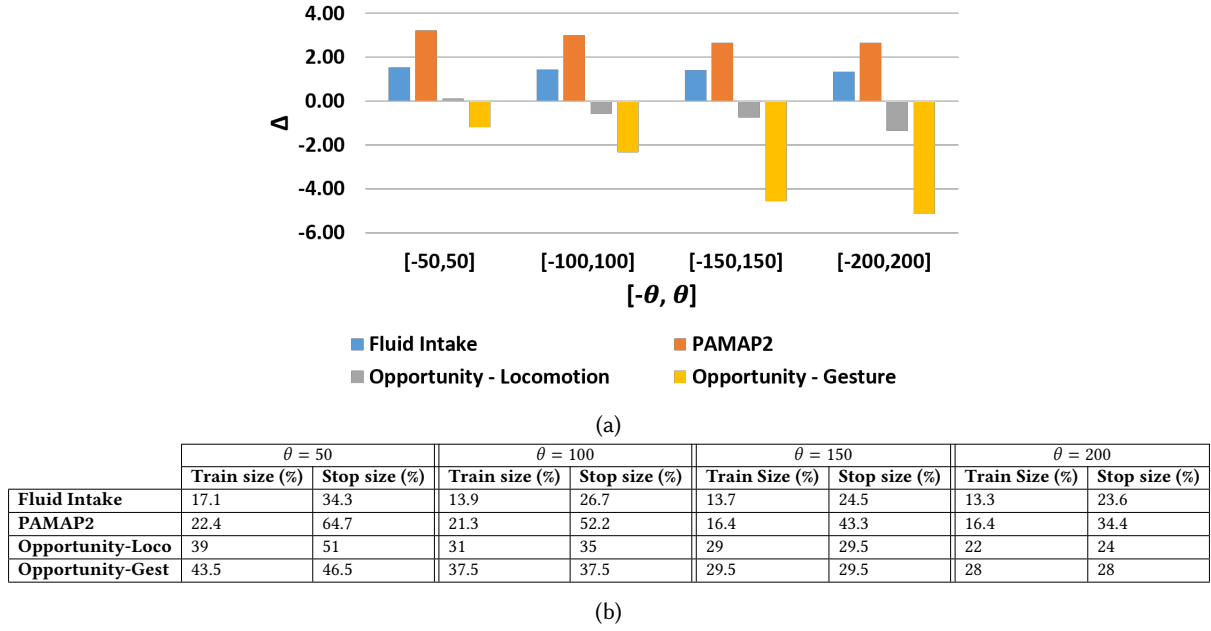 4.00
2.00
0.00
-2.00
-4.00
-6.00
Δ
[-50,50] [-100,100] [-150,150] [-200,200]
[-θ, θ]
Fluid Intake PAMAP2
Opportunity - Locomotion Opportunity - Gesture
(a)
θ = 50 θ = 100 θ = 150 θ = 200
Train size (%) Stop size (%) Train size (%) Stop size (%) Train Size (%) Stop size (%) Train size (%) Stop size (%)
Fluid Intake 17.1 34.3 13.9 26.7 13.7 24.5 13.3 23.6
PAMAP2 22.4 64.7 21.3 52.2 16.4 43.3 16.4 34.4
Opportunity-Loco 39 51 31 35 29 29.5 22 24
Opportunity-Gest 43.5 46.5 37.5 37.5 29.5 29.5 28 28
(b)